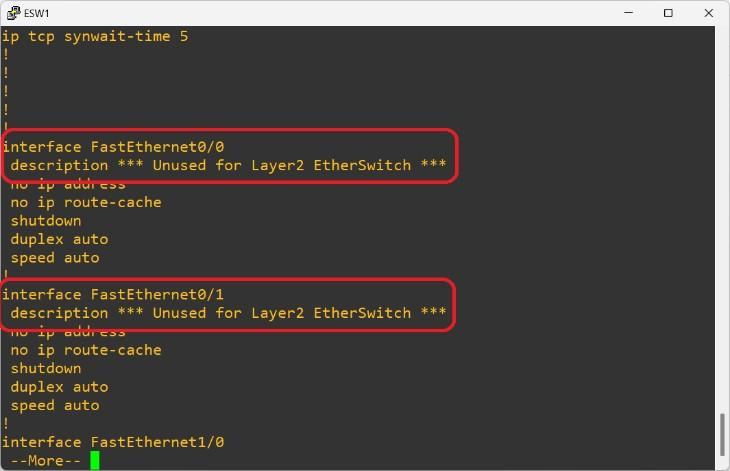 ESW1
ip tcp synwait-time 5
!
!
!
!
!
interface FastEthernet0/0
description *** Unused for Layer2 EtherSwitch ***
no ip address
no ip route-cache
shutdown
duplex auto
speed auto
!
interface FastEthernet0/1
description *** Unused for Layer2 EtherSwitch ***
no ip address
no ip route-cache
shutdown
duplex auto
speed auto
!
interface FastEthernet1/0
--More--